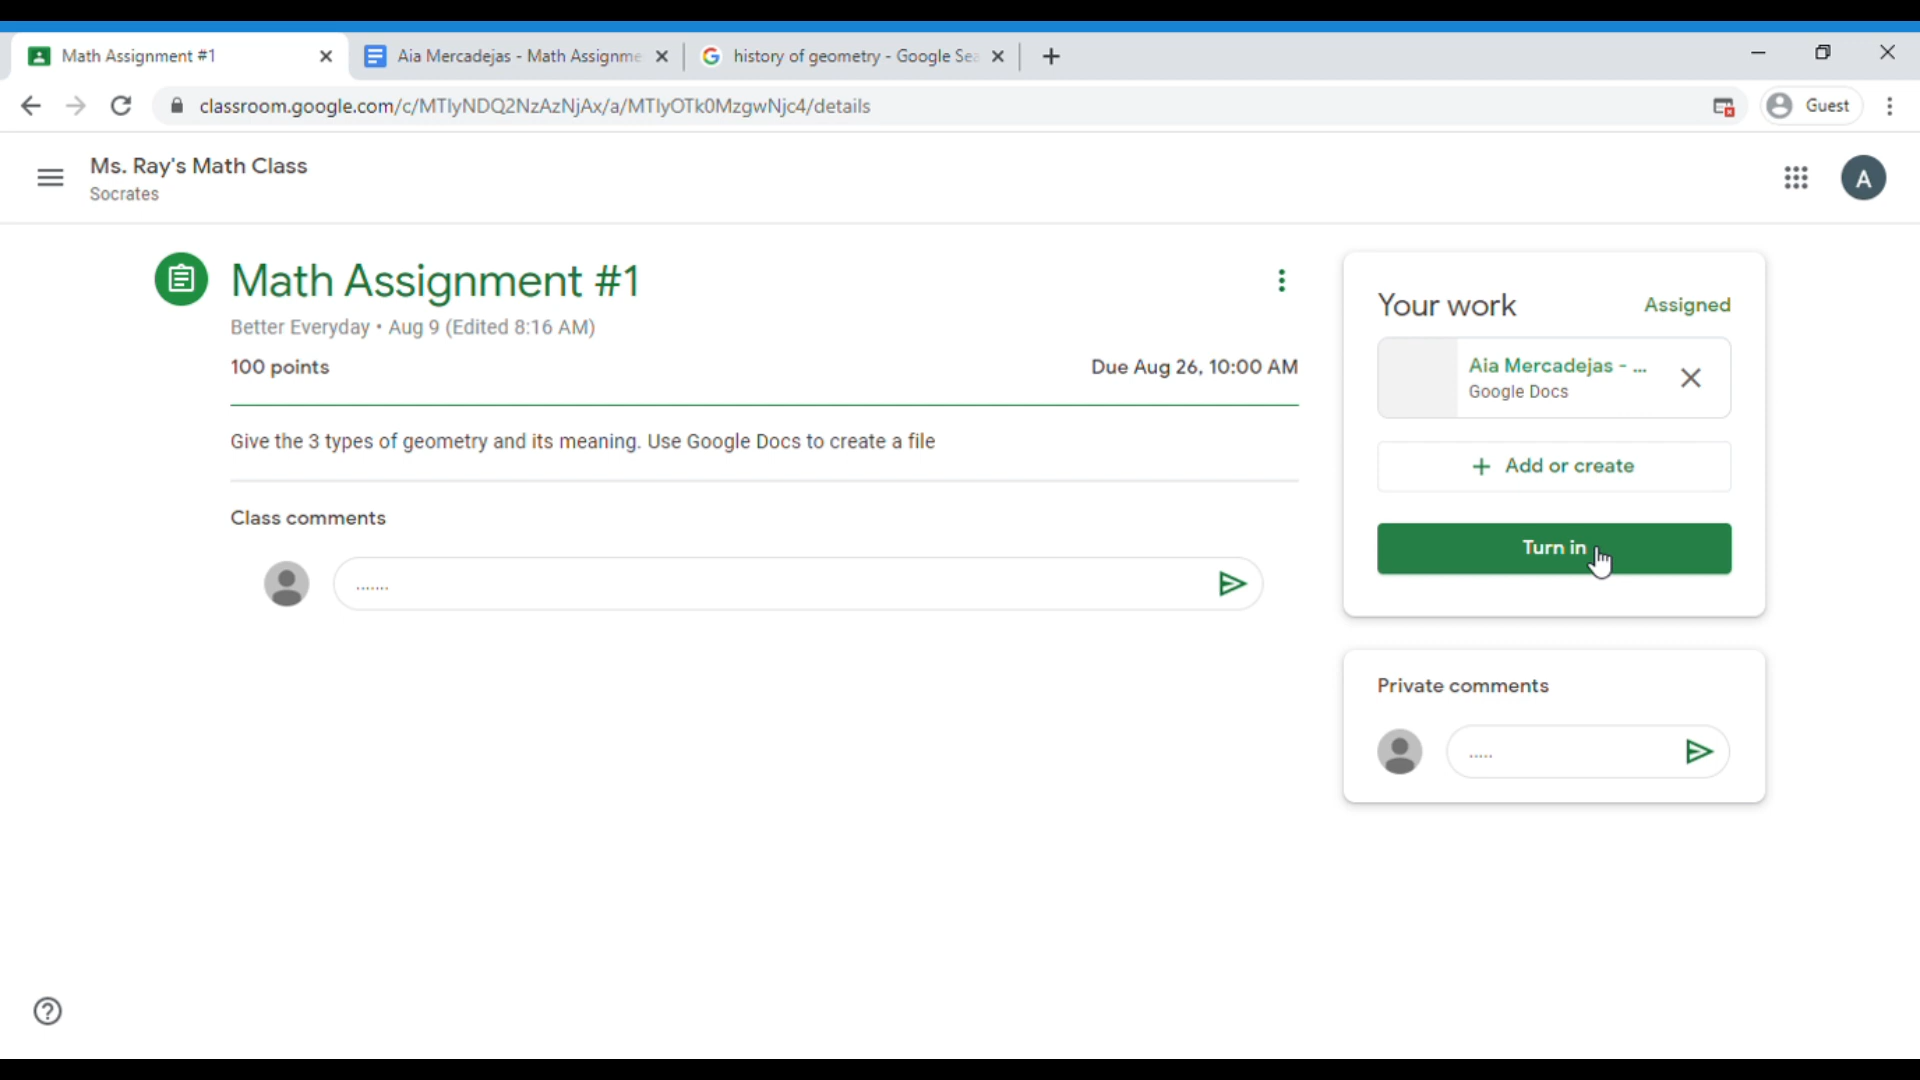 Math Assignment #1
Aia Mercadejas - Math Assignme
history of geometry - Google Sea
classroom.google.com/c/MTIyNDQ2NzAzNjAx/a/MTIyOTk0MzgwNjc4/details
Guest
Ms. Ray's Math Class
Socrates
A
Math Assignment #1
Better Everyday • Aug 9 (Edited 8:16 AM)
100 points
Due Aug 26, 10:00 AM
Give the 3 types of geometry and its meaning. Use Google Docs to create a file
Class comments
.......
Your work
Assigned
Aia Mercadejas - ...
Google Docs
+ Add or create
Turn in
Private comments
.....